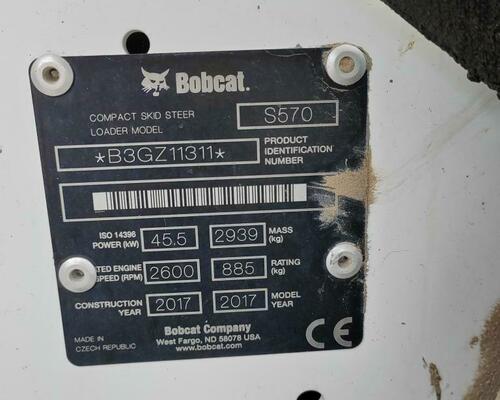 Bobcat.
COMPACT SKID STEER
LOADER MODEL
S570
*B3GZ11311*
PRODUCT
IDENTIFICATION
NUMBER
ISO 14396
POWER (kW)
45.5
2939
MASS
(kg)
ENGINE
(RPM)
2600
885
RATING
(kg)
CONSTRUCTION
YEAR
2017
2017
MODEL
YEAR
MADE IN
CZECH REPUBLIC
Bobcat Company
West Fargo, ND 58078 USA
www.bobcat.com
CE